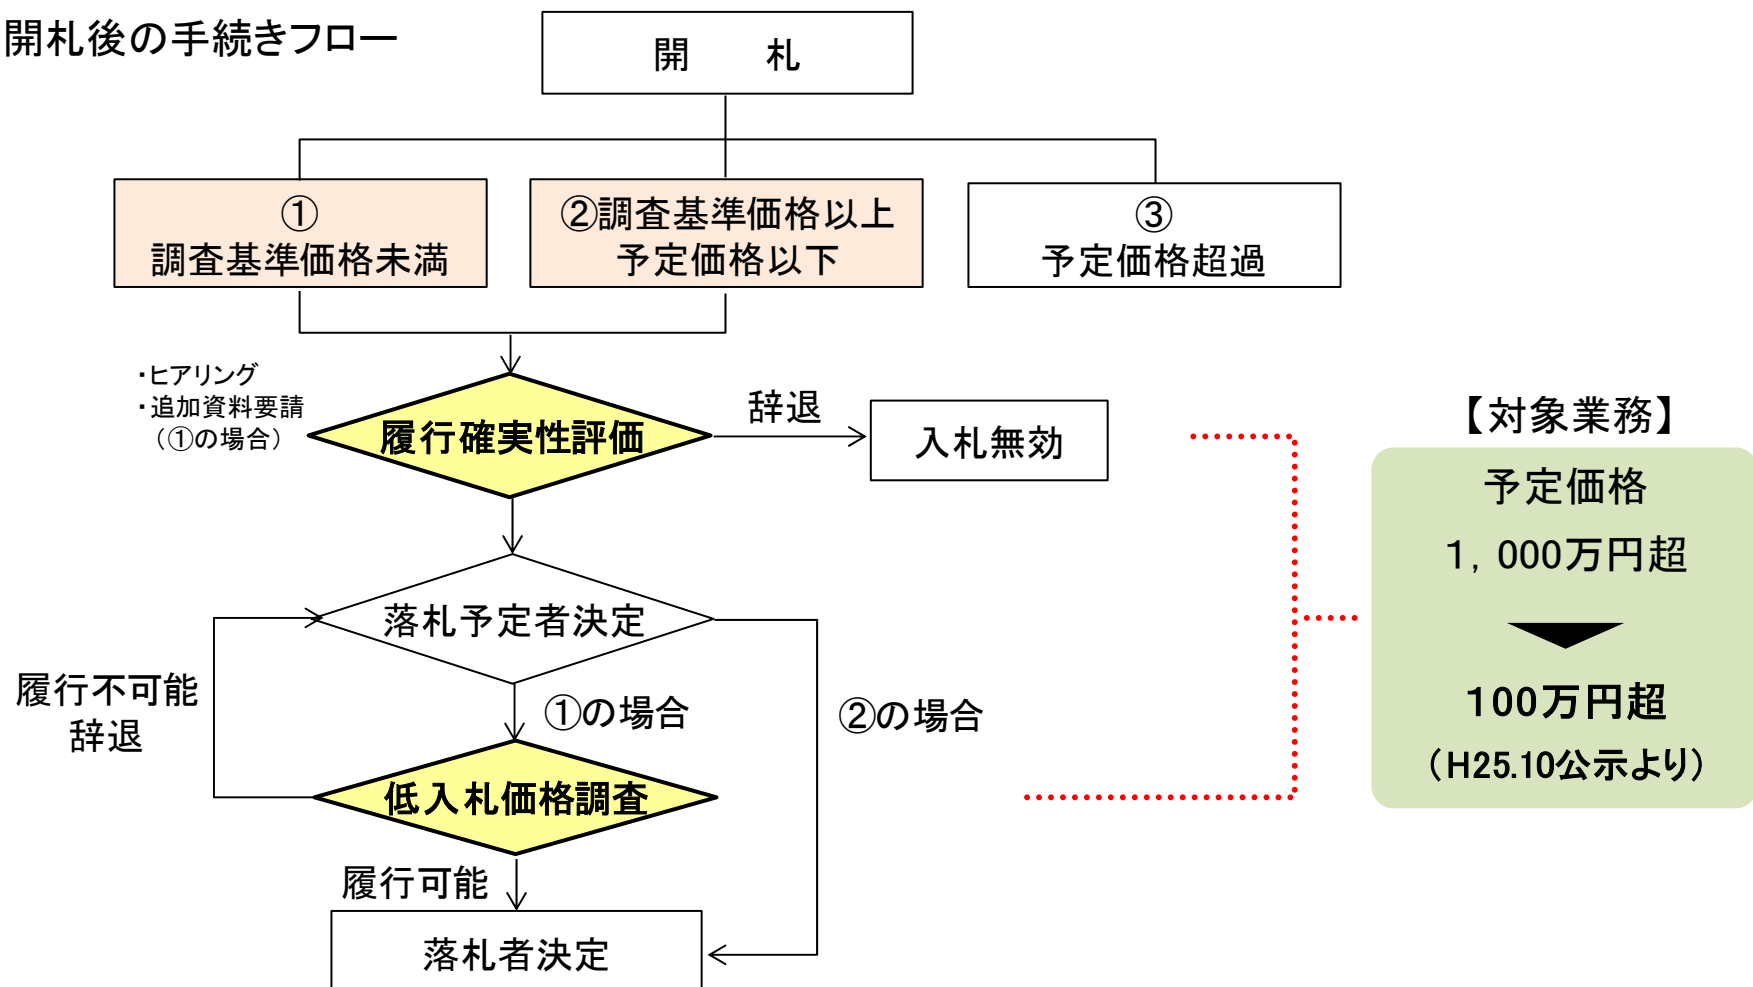 開札後の手続きフロー
開　札
①
調査基準価格未満
②調査基準価格以上
予定価格以下
③
予定価格超過
・ヒアリング
・追加資料要請
（①の場合）
履行確実性評価
辞退
入札無効
【対象業務】
予定価格
１，０００万円超
１００万円超
（H25.10公示より）
落札予定者決定
履行不可能
辞退
①の場合
②の場合
低入札価格調査
履行可能
落札者決定